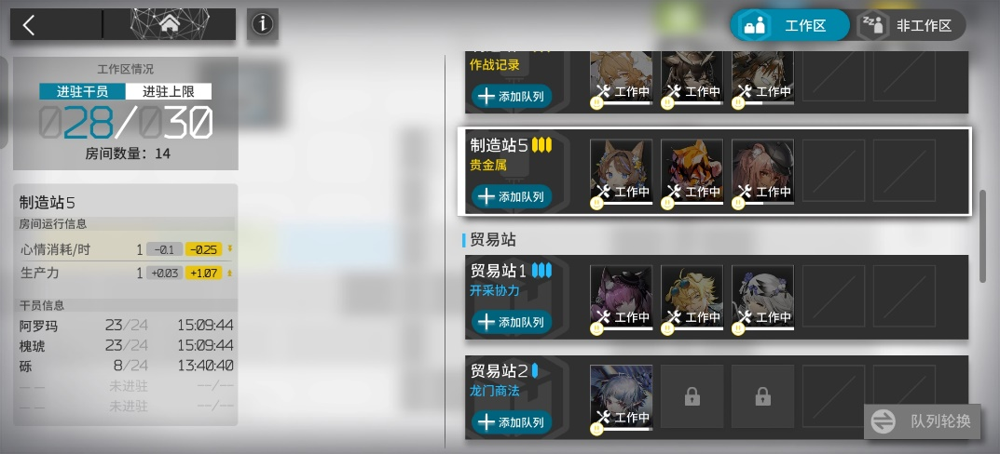 工作区
非工作区
工作区情况
进驻干员
进驻上限
028/030
房间数量：14
制造站5
房间运行信息
心情消耗/时 1 -0.1 -0.25
生产力 1 +0.03 +1.07
干员信息
阿罗玛 23/24 15:09:44
槐琥 23/24 15:09:44
砾 8/24 13:40:40
-- 未进驻 --/--
-- 未进驻 --/--
作战记录
添加队列
工作中
工作中
工作中
制造站5
贵金属
添加队列
工作中
工作中
工作中
贸易站
贸易站1
开采协力
添加队列
工作中
工作中
工作中
贸易站2
龙门商法
添加队列
工作中
队列轮换